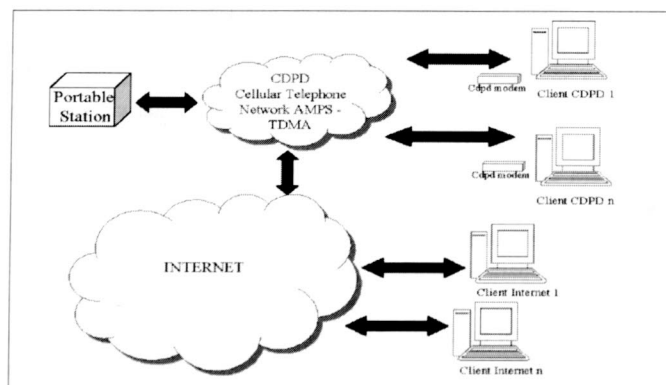 CDPD
Cellular Telephone
Network AMPS -
TDMA
Portable
Station
Cdpd modem
Client CDPD 1
Cdpd modem
Client CDPD n
INTERNET
Client Internet 1
Client Internet n